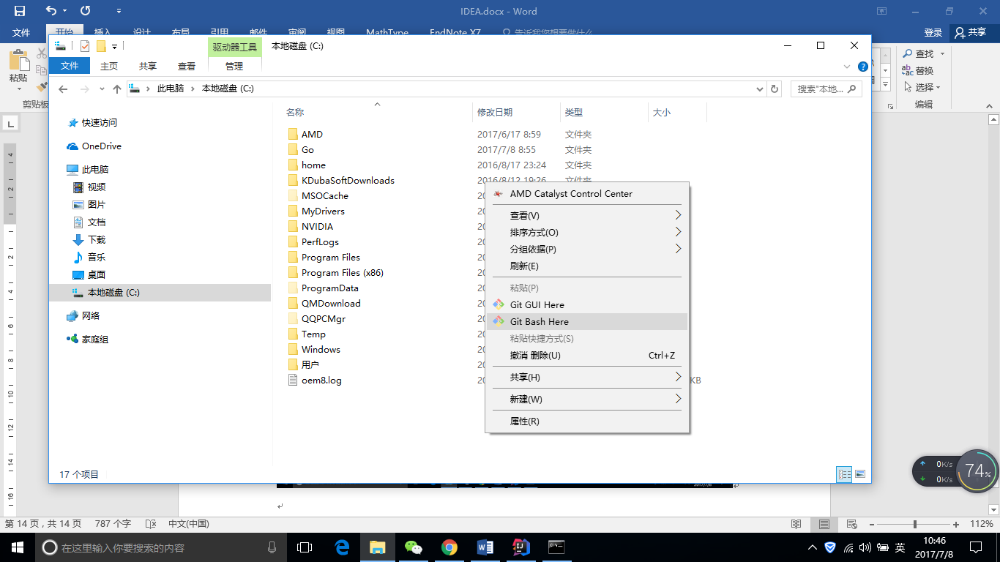 IDEA.docx - Word
文件 开始 插入 设计 布局 引用 邮件 审阅 视图 MathType EndNote X7 告诉我您想要做什么 登录 共享
驱动器工具 本地磁盘 (C:)
文件 主页 共享 查看 管理
此电脑 本地磁盘 (C:) 搜索"本地...
粘贴
剪贴板
查找
替换
选择
编辑
名称 修改日期 类型 大小
快速访问
OneDrive
此电脑
视频
图片
文档
下载
音乐
桌面
本地磁盘 (C:)
网络
家庭组
AMD 2017/6/17 8:59 文件夹
Go 2017/7/8 8:55 文件夹
home 2016/8/17 23:24 文件夹
KDubaSoftDownloads 2016/8/12 19:26 文件夹
MSOCache 20
MyDrivers 20
NVIDIA 20
PerfLogs 20
Program Files 20
Program Files (x86) 20
ProgramData 20
QMDownload 20
QQPCMgr 20
Temp 20
Windows 20
用户 20
oem8.log 20 KB
AMD Catalyst Control Center
查看(V)
排序方式(O)
分组依据(P)
刷新(E)
粘贴(P)
Git GUI Here
Git Bash Here
粘贴快捷方式(S)
撤消 删除(U) Ctrl+Z
共享(H)
新建(W)
属性(R)
17 个项目
4
2
2
4
6
8
10
12
14
16
0K/s
0K/s
74%
2017/7/8
第 14 页，共 14 页 787 个字 中文(中国) 112%
在这里输入你要搜索的内容
英
10:46
2017/7/8